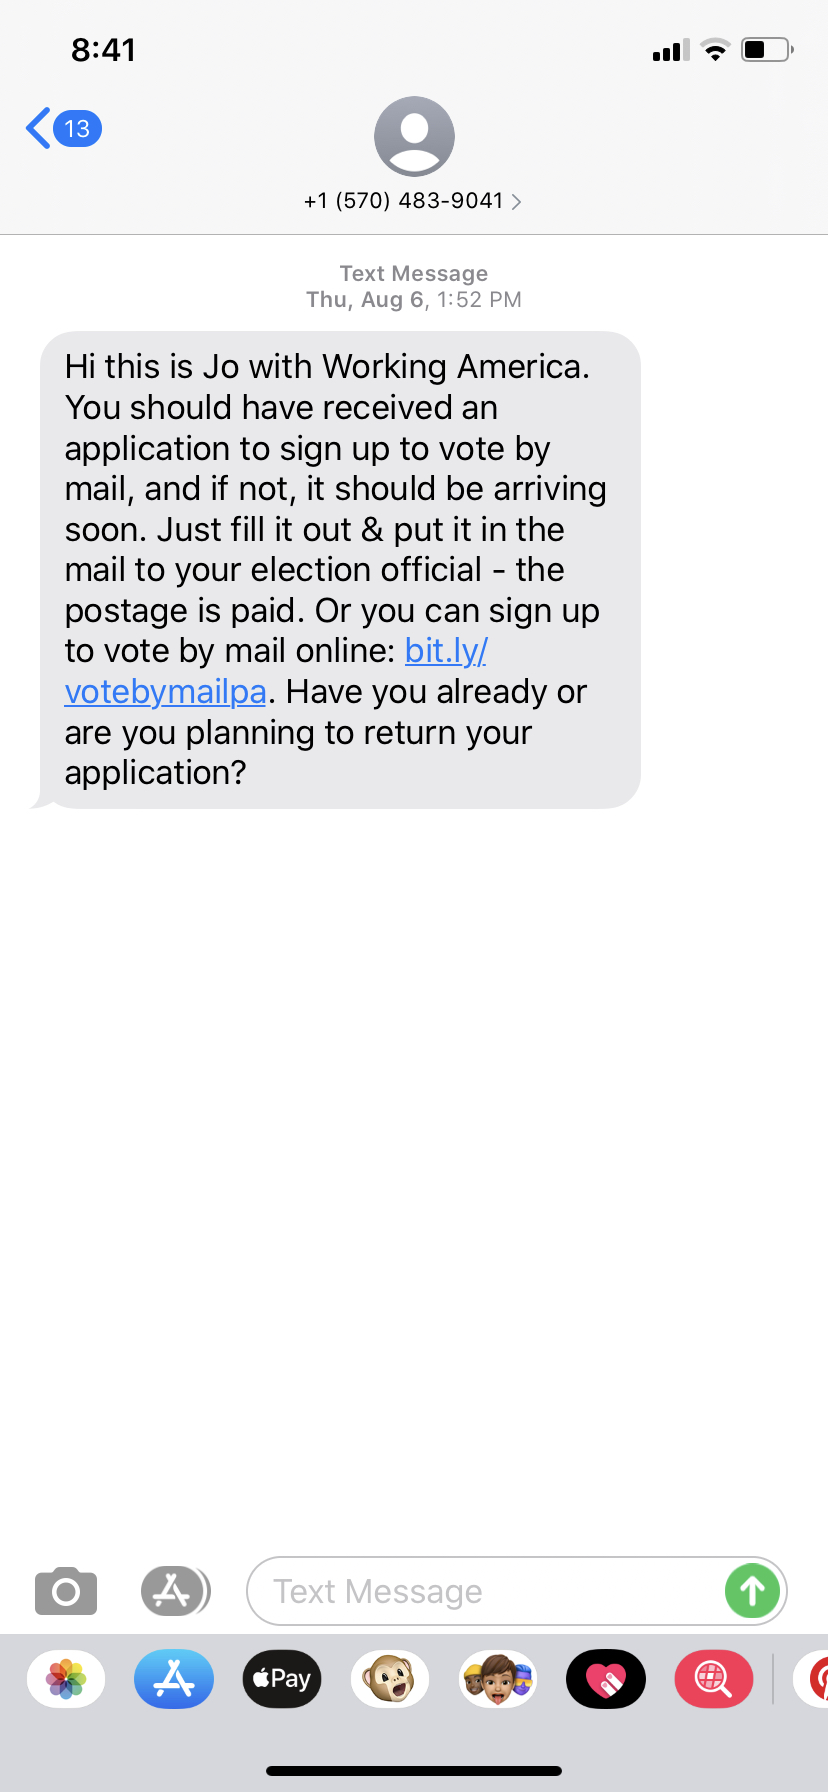 8:41
13
+1 (570) 483-9041
Text Message
Thu, Aug 6, 1:52 PM
Hi this is Jo with Working America.
You should have received an
application to sign up to vote by
mail, and if not, it should be arriving
soon. Just fill it out & put it in the
mail to your election official - the
postage is paid. Or you can sign up
to vote by mail online: bit.ly/
votebymailpa. Have you already or
are you planning to return your
application?
Text Message
Pay